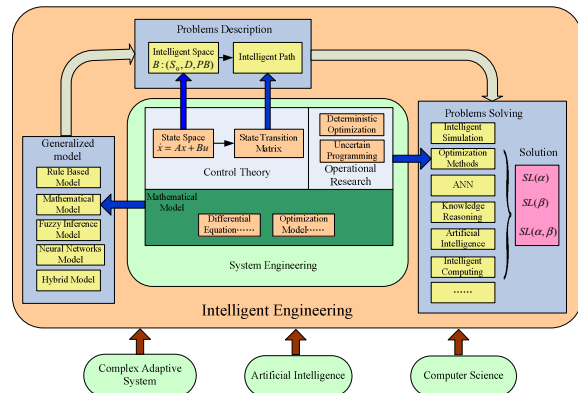 Problems Description
Intelligent Space
B : (S₀, D, PB)
Intelligent Path
Generalized
model
Rule Based
Model
Mathematical
Model
Fuzzy Inference
Model
Neural Networks
Model
Hybrid Model
State Space
ẋ = Ax + Bu
State Transition
Matrix
Control Theory
Deterministic
Optimization
Uncertain
Programming
Operational
Research
Mathematical
Model
Differential
Equation······
Optimization
Model······
System Engineering
Problems Solving
Intelligent
Simulation
Optimization
Methods
ANN
Knowledge
Reasoning
Artificial
Intelligence
Intelligent
Computing
······
Solution
SL(α)
SL(β)
SL(α, β)
Intelligent Engineering
Complex Adaptive
System
Artificial Intelligence
Computer Science